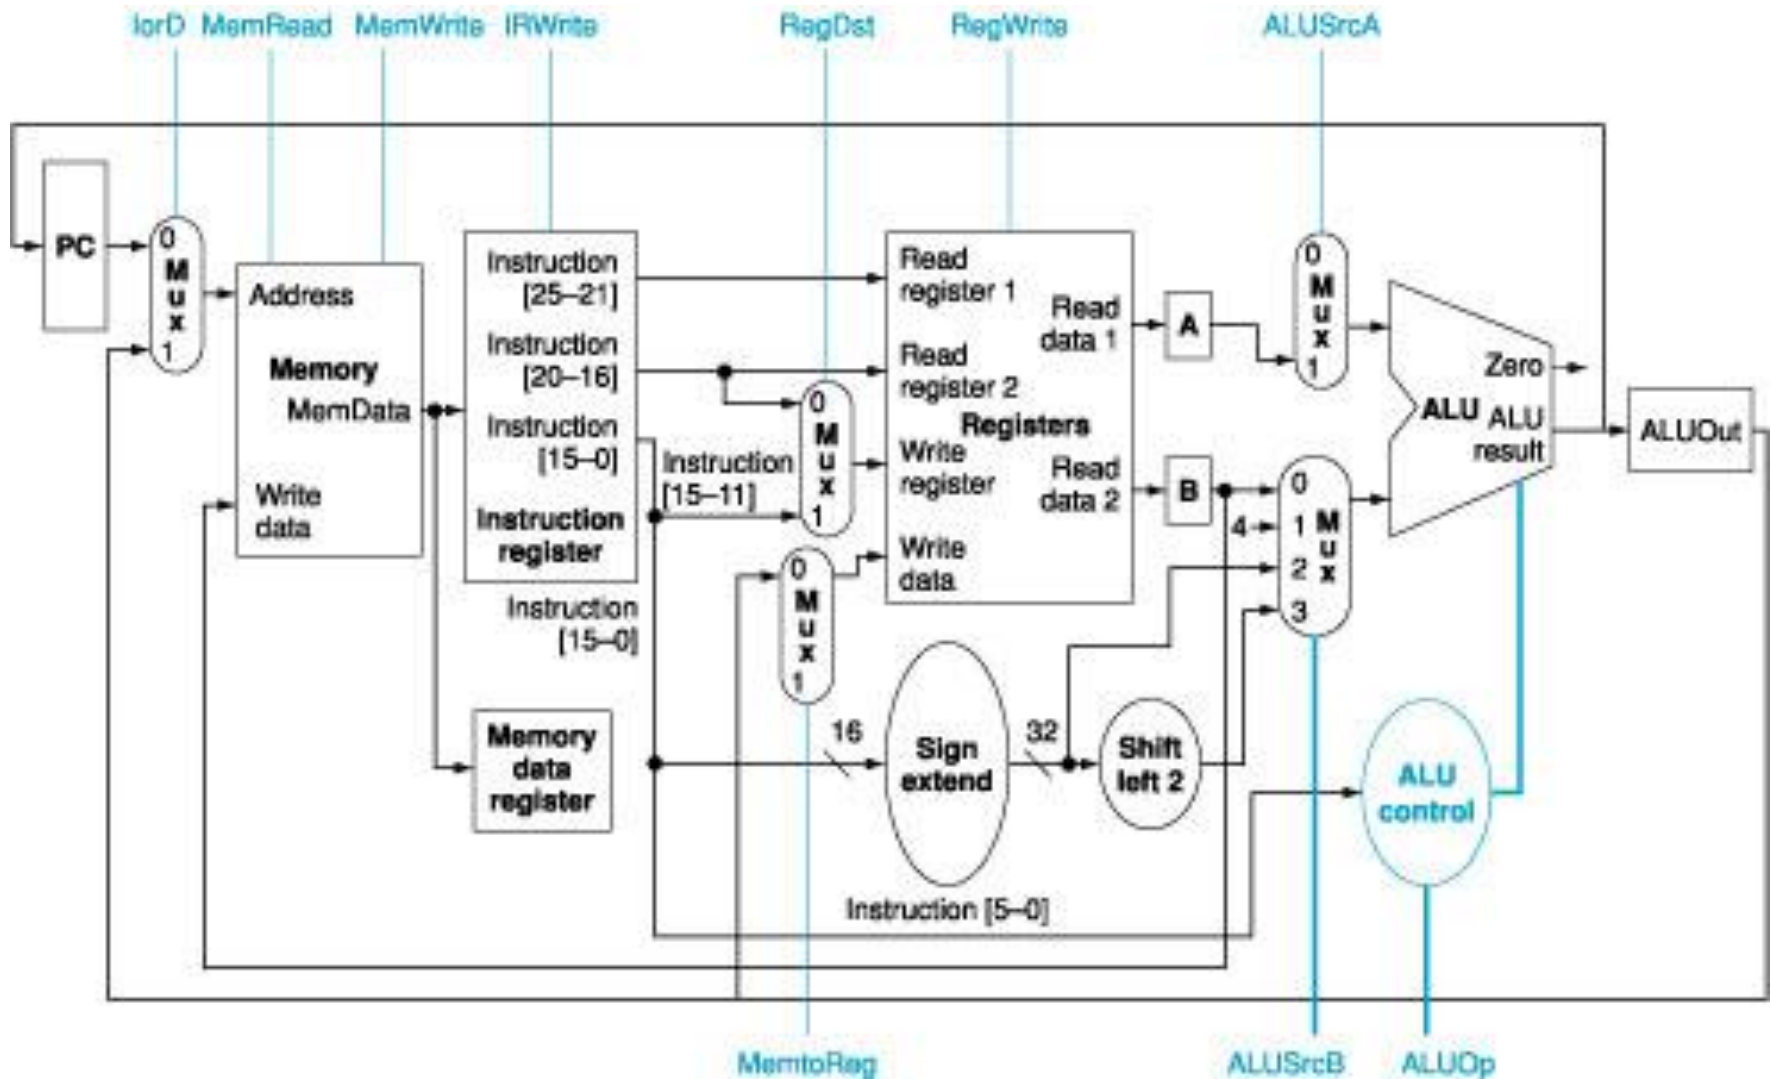 IorD MemRead MemWrite IRWrite RegDst RegWrite ALUSrcA
PC
0
M
u
x
1
Address
Memory
MemData
Write
data
Instruction
[25–21]
Instruction
[20–16]
Instruction
[15–0]
Instruction
register
Instruction
[15–0]
Memory
data
register
Instruction
[15–11]
0
M
u
x
1
0
M
u
x
1
Read
register 1
Read
register 2
Registers
Write
register
Write
data
Read
data 1
Read
data 2
A
B
4
0
M
u
x
1
0
1
2
3
M
u
x
Zero
ALU
ALU
result
ALUOut
16
Sign
extend
32
Shift
left 2
ALU
control
Instruction [5–0]
MemtoReg ALUSrcB ALUOp